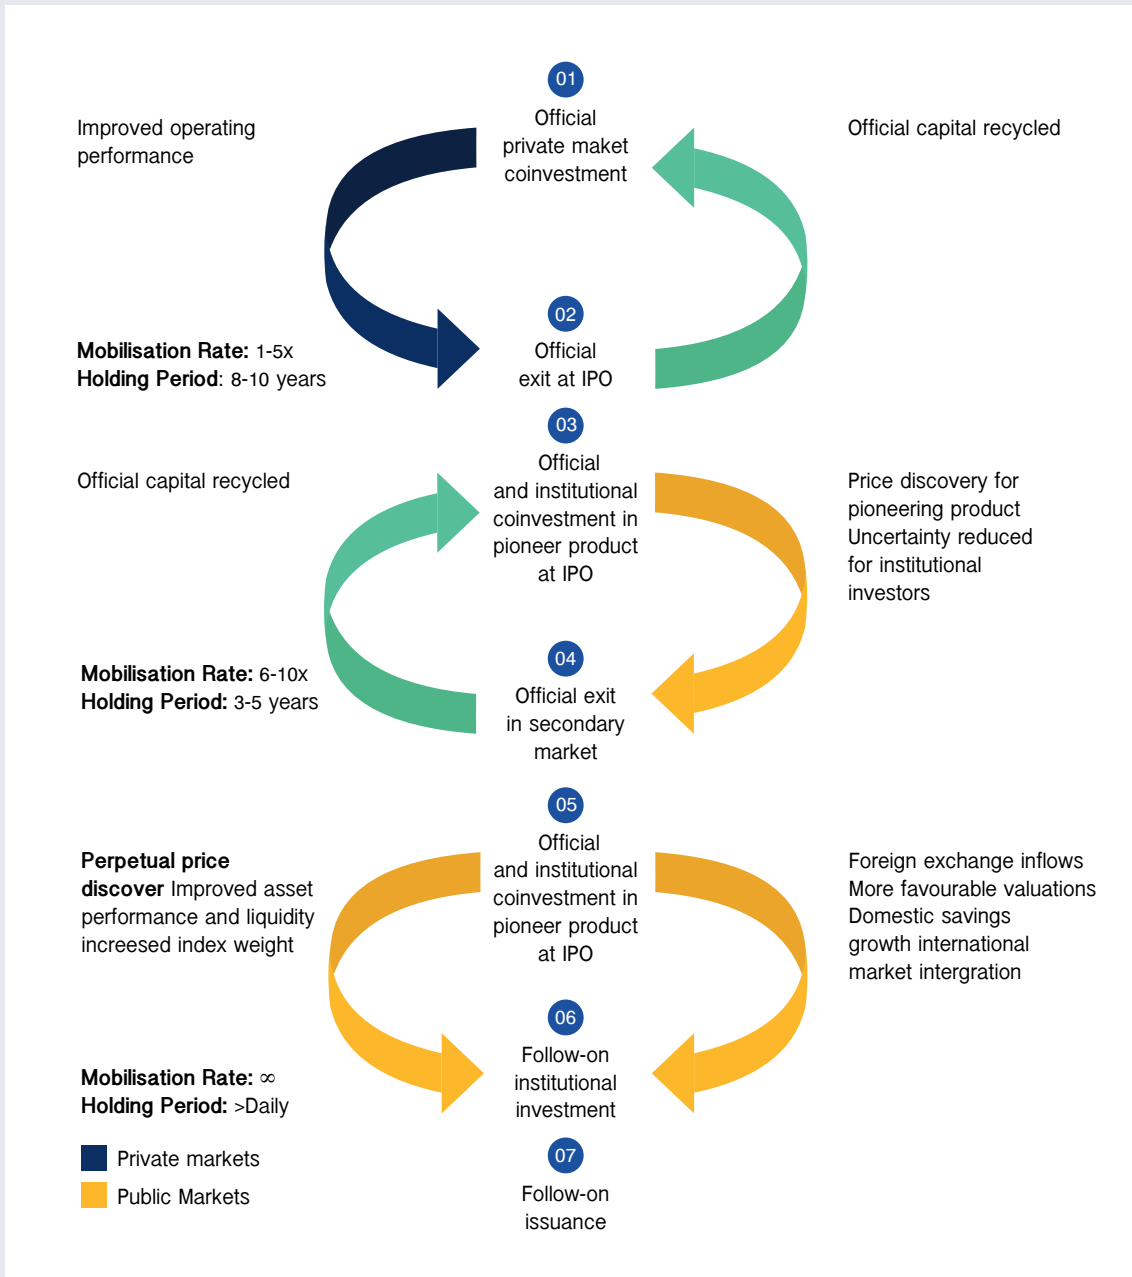 01
Official
private maket
coinvestment
Improved operating
performance
Official capital recycled
02
Official
exit at IPO
Mobilisation Rate: 1-5x
Holding Period: 8-10 years
03
Official
and institutional
coinvestment in
pioneer product
at IPO
Official capital recycled
Price discovery for
pioneering product
Uncertainty reduced
for institutional
investors
04
Official exit
in secondary
market
Mobilisation Rate: 6-10x
Holding Period: 3-5 years
05
Official
and institutional
coinvestment in
pioneer product
at IPO
Perpetual price
discover Improved asset
performance and liquidity
increesed index weight
Foreign exchange inflows
More favourable valuations
Domestic savings
growth international
market intergration
06
Follow-on
institutional
investment
Mobilisation Rate: ∞
Holding Period: >Daily
07
Follow-on
issuance
Private markets
Public Markets